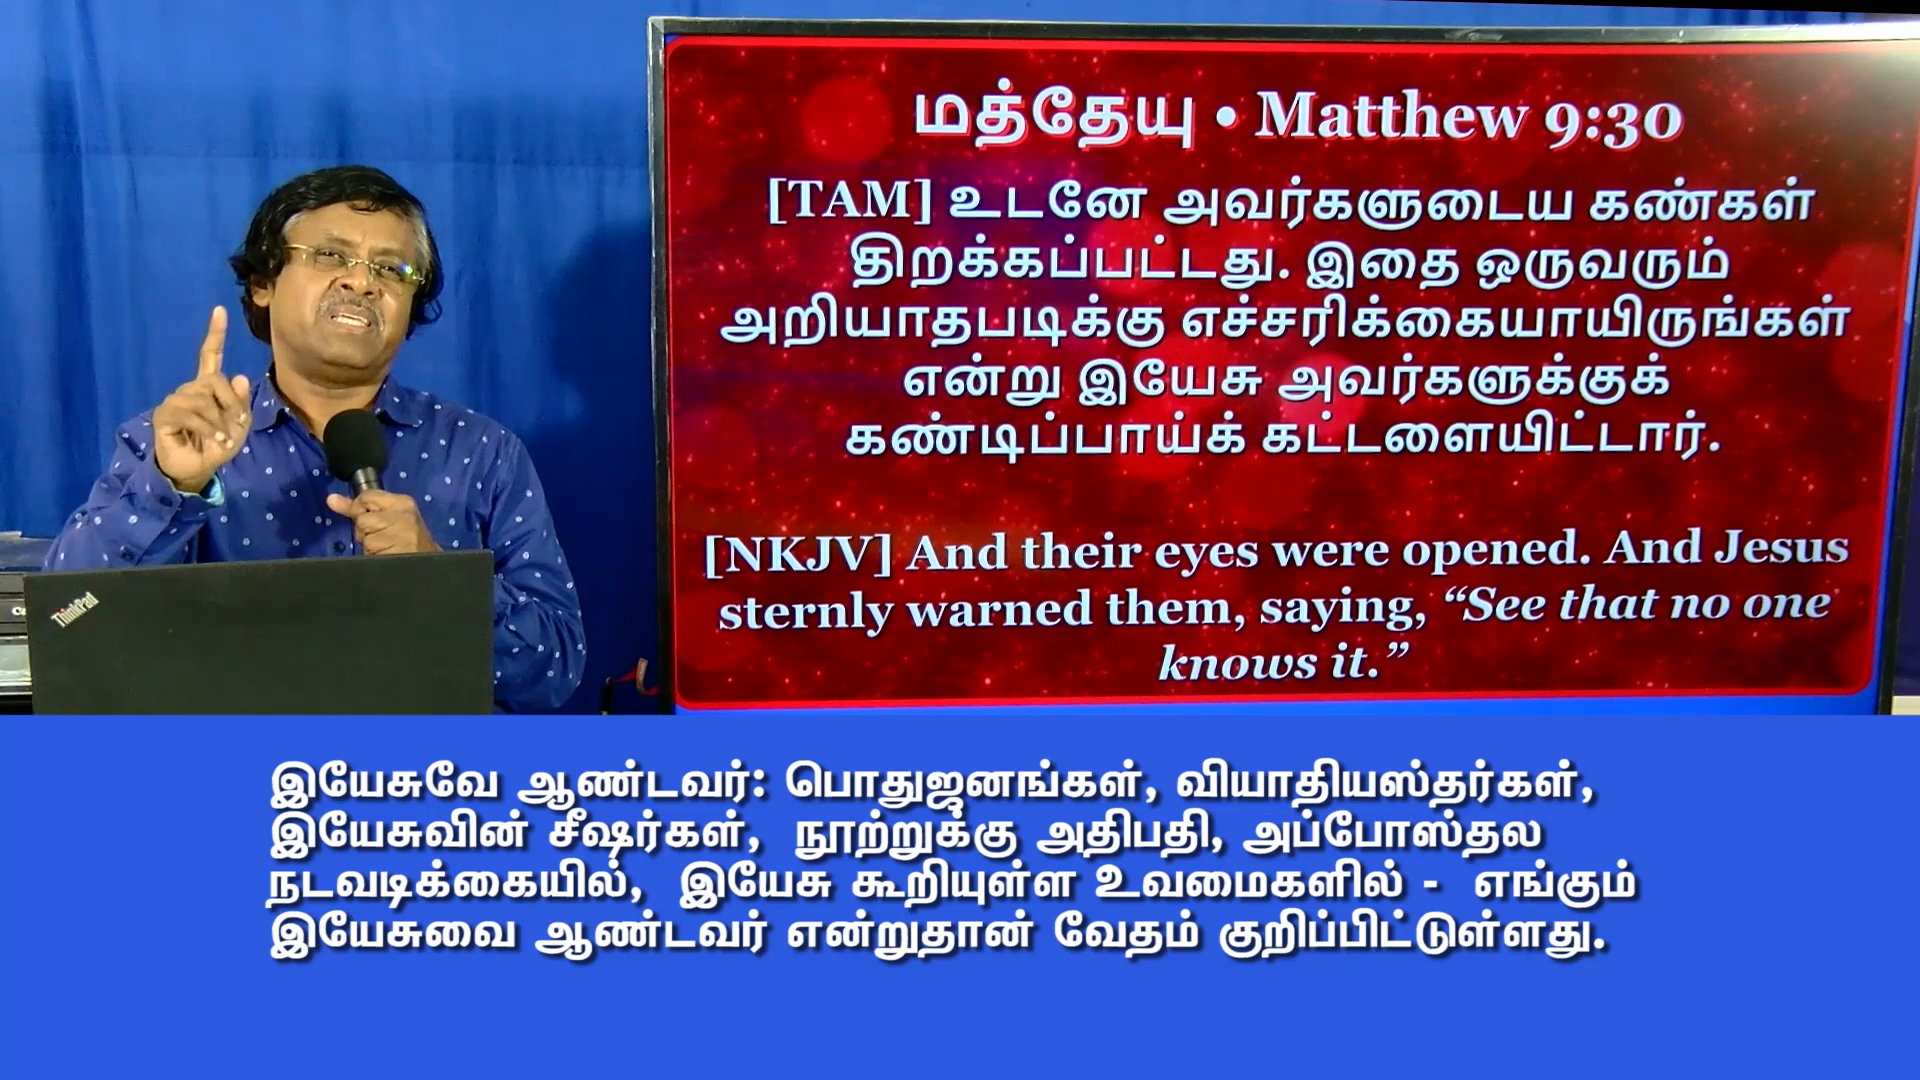 மத்தேயு • Matthew 9:30
[TAM] உடனே அவர்களுடைய கண்கள்
திறக்கப்பட்டது. இதை ஒருவரும்
அறியாதபடிக்கு எச்சரிக்கையாயிருங்கள்
என்று இயேசு அவர்களுக்குக்
கண்டிப்பாய்க் கட்டளையிட்டார்.
[NKJV] And their eyes were opened. And Jesus
sternly warned them, saying, “See that no one
knows it.”
ThinkPad
இயேசுவே ஆண்டவர்: பொதுஜனங்கள், வியாதியஸ்தர்கள்,
இயேசுவின் சீஷர்கள், நூற்றுக்கு அதிபதி, அப்போஸ்தல
நடவடிக்கையில், இயேசு கூறியுள்ள உவமைகளில் - எங்கும்
இயேசுவை ஆண்டவர் என்றுதான் வேதம் குறிப்பிட்டுள்ளது.